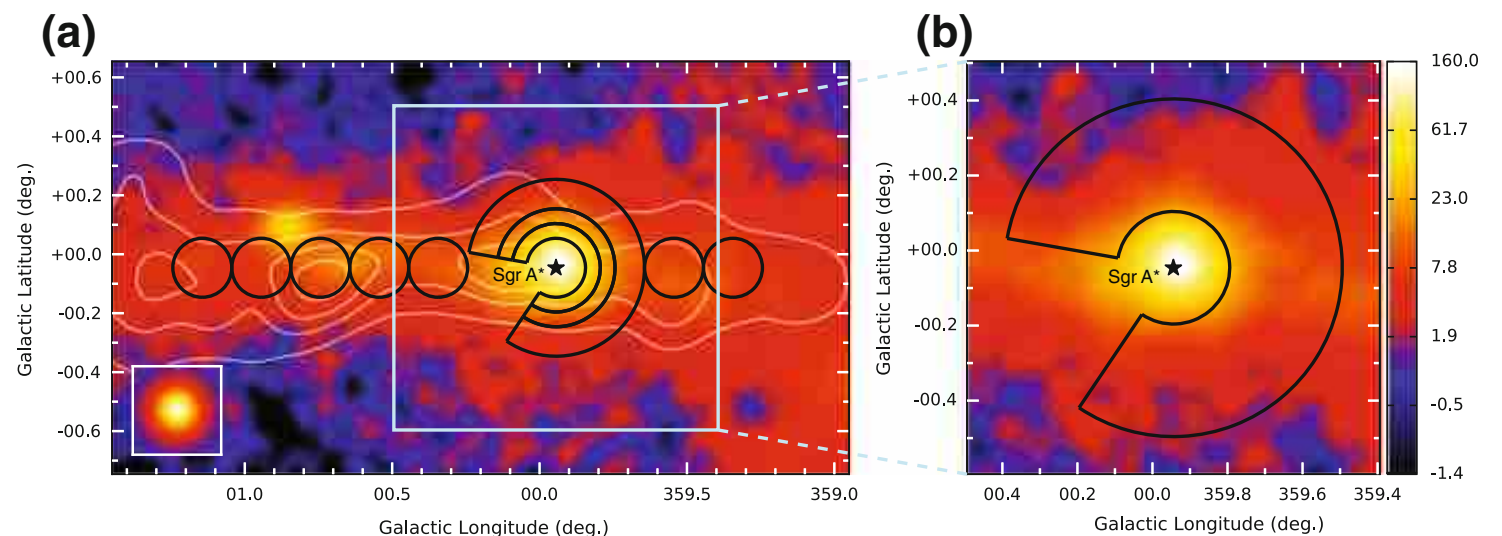 (a)
(b)
+00.6
+00.4
+00.2
+00.0
-00.2
-00.4
-00.6
Galactic Latitude (deg.)
Sgr A*
01.0 00.5 00.0 359.5 359.0
Galactic Longitude (deg.)
+00.4
+00.2
+00.0
-00.2
-00.4
Galactic Latitude (deg.)
Sgr A*
00.4 00.2 00.0 359.8 359.6 359.4
Galactic Longitude (deg.)
160.0
61.7
23.0
7.8
1.9
-0.5
-1.4